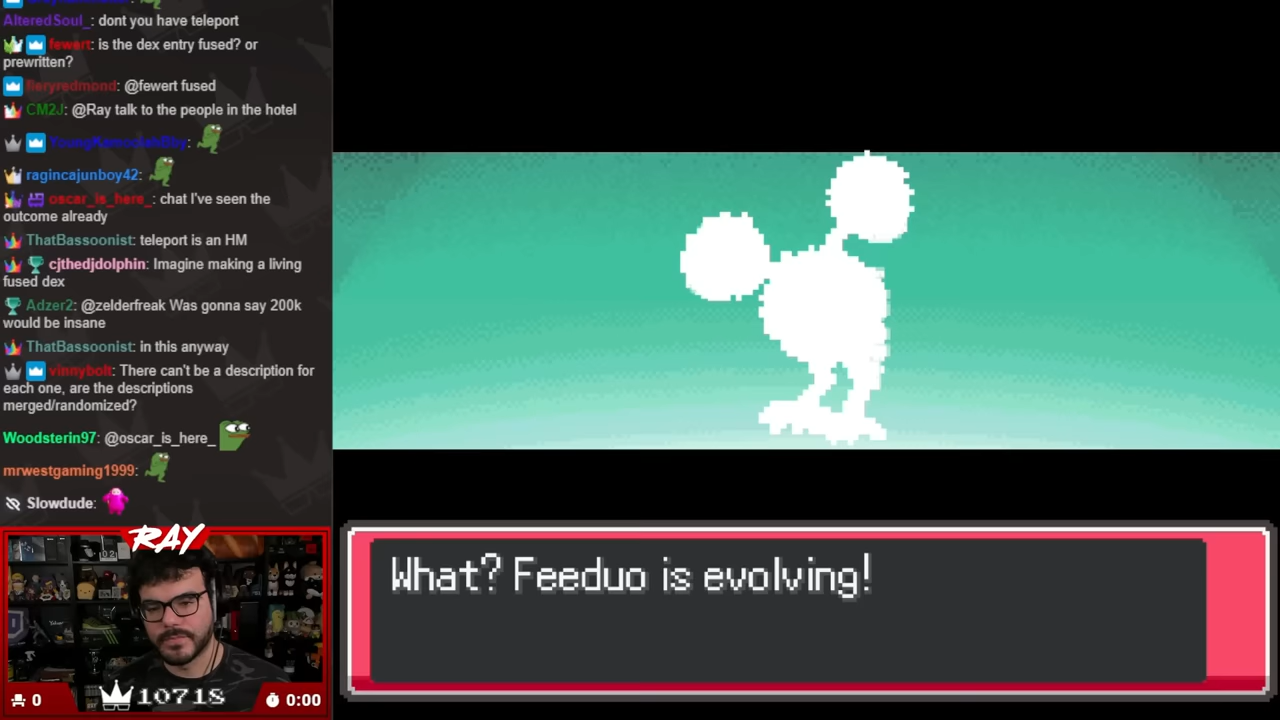 AlteredSoul_: dont you have teleport
fewert: is the dex entry fused? or
prewritten?
fieryredmond: @fewert fused
CM2J: @Ray talk to the people in the hotel
ragincajunboy42:
oscar_is_here_: chat I've seen the
outcome already
ThatBassoonist: teleport is an HM
cjthedjdolphin: Imagine making a living
fused dex
Adzer2: @zelderfreak Was gonna say 200k
would be insane
ThatBassoonist: in this anyway
vinnybolt: There can't be a description for
each one, are the descriptions
merged/randomized?
Woodsterin97: @oscar_is_here_
mrwestgaming1999:
Slowdude:
RAY
0
10718
0:00
What? Feeduo is evolving!